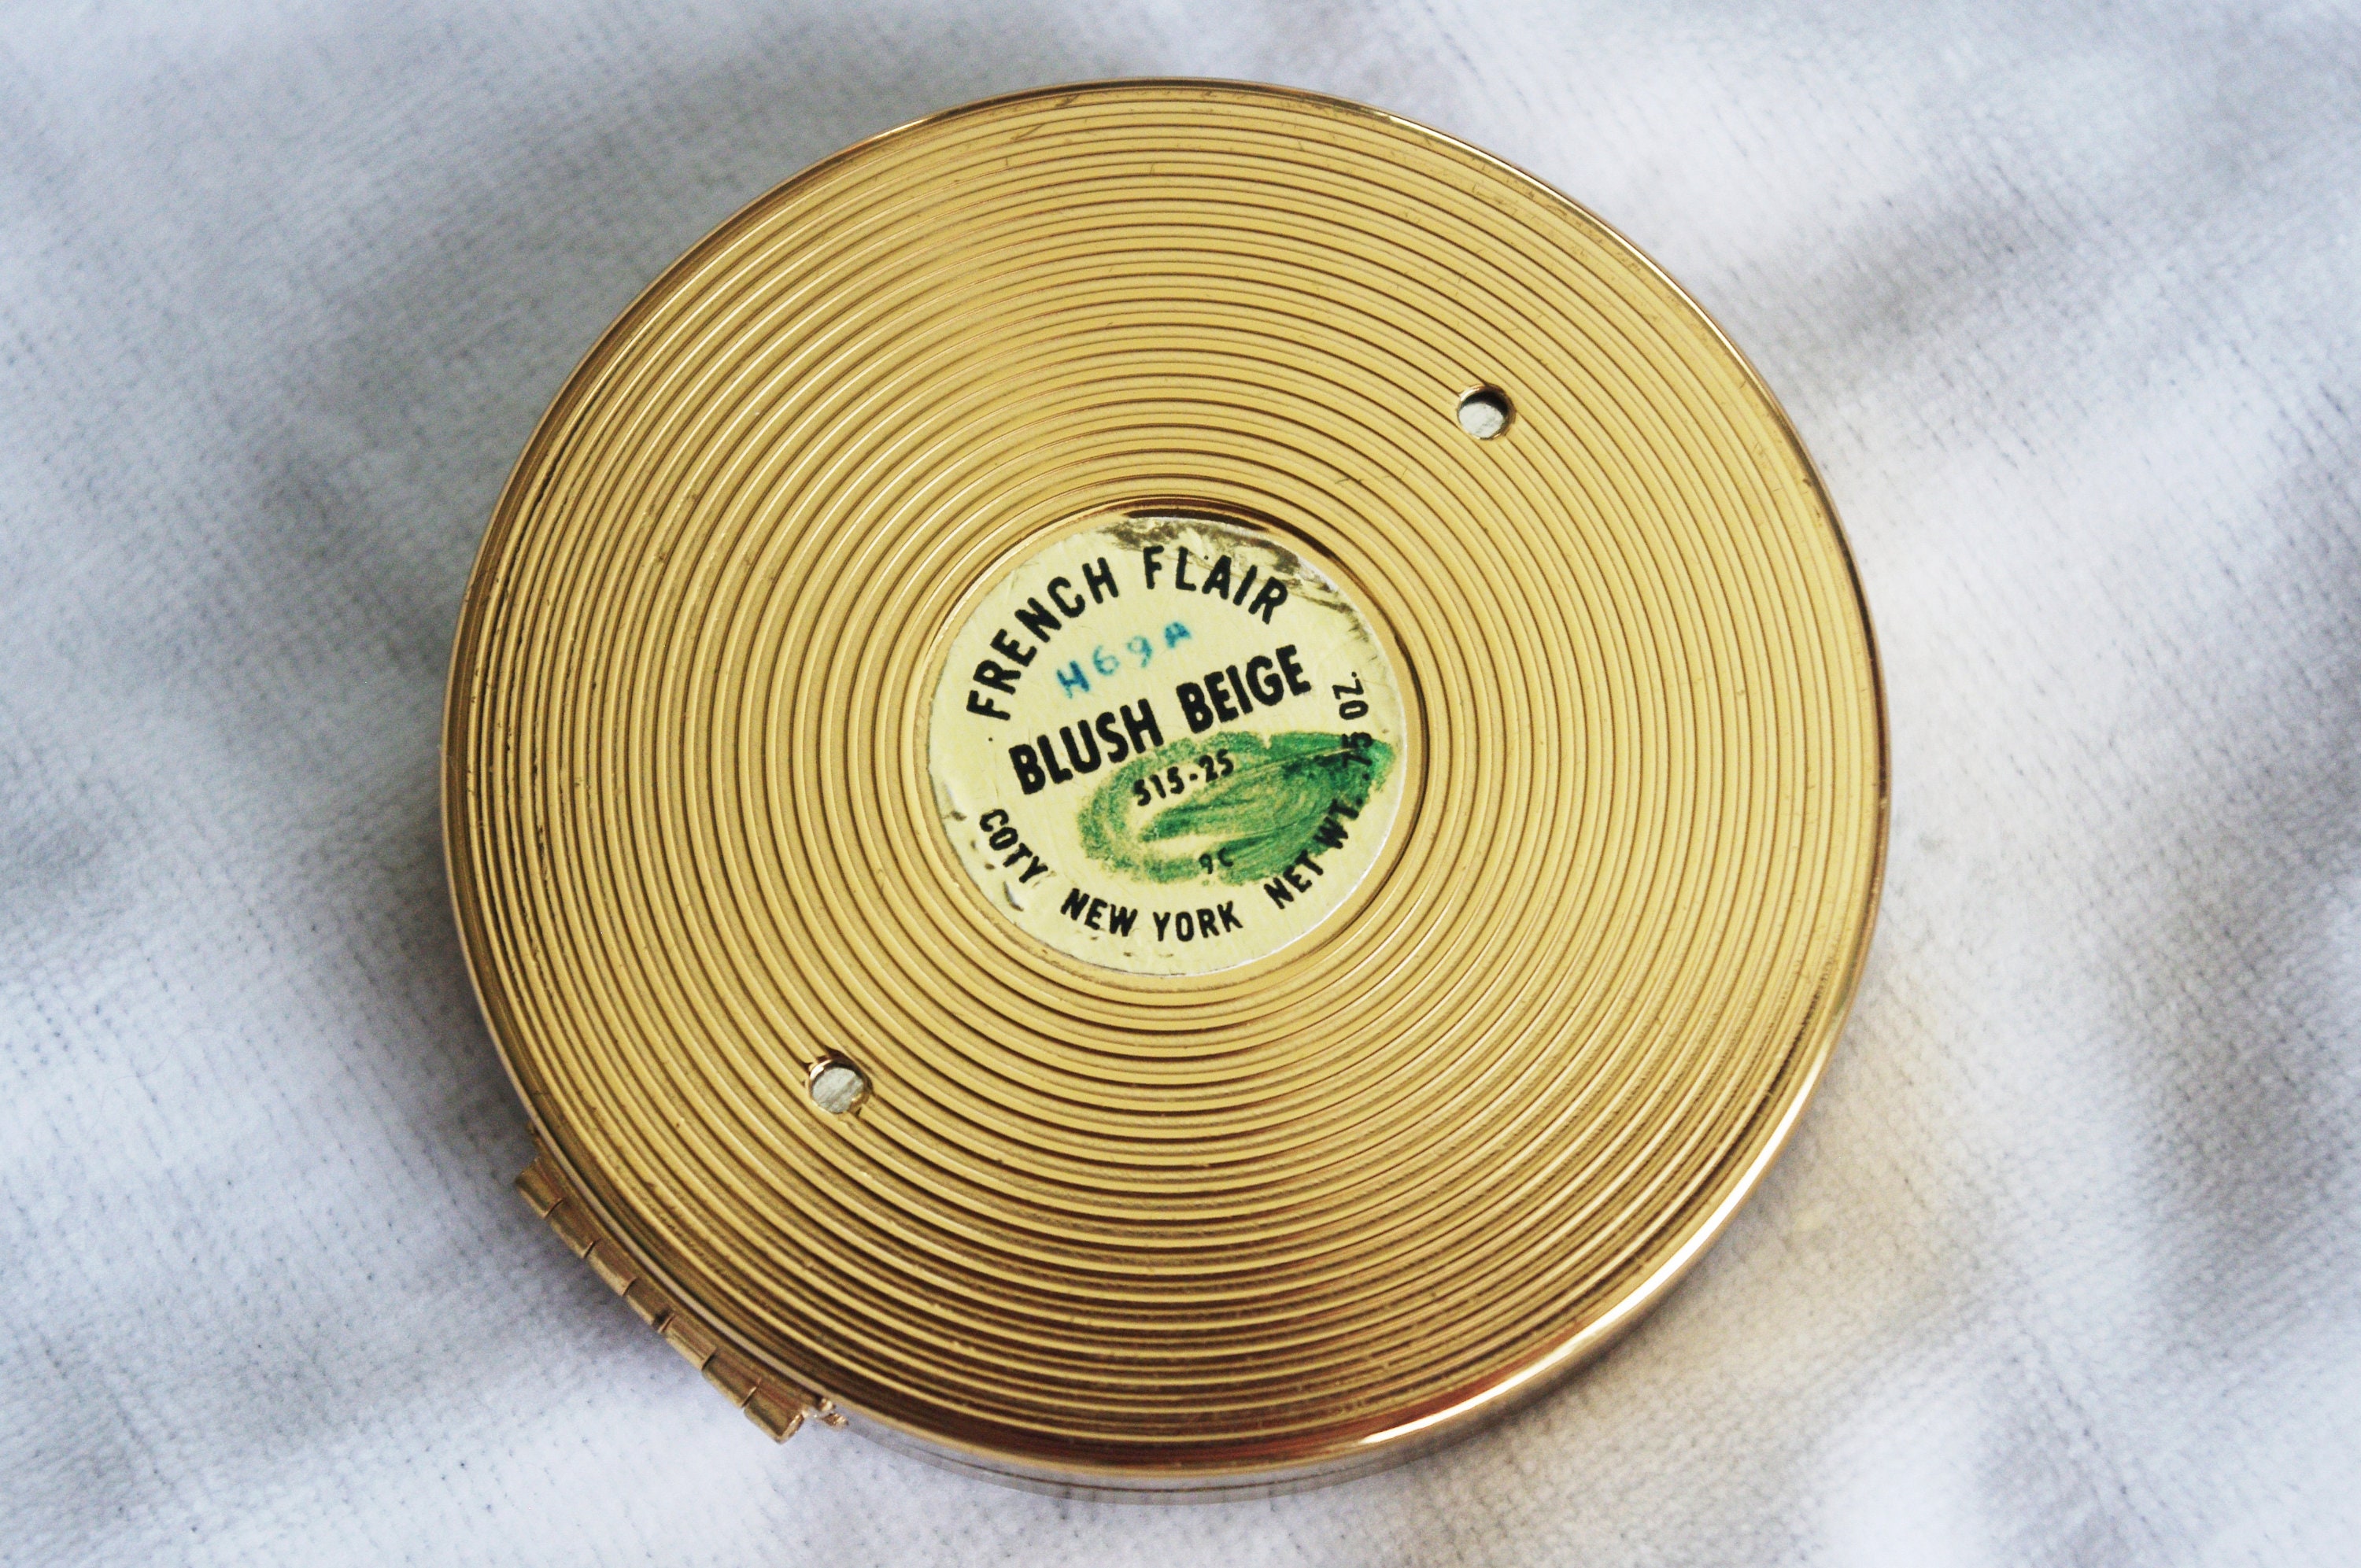 FRENCH FLAIR
H69A
BLUSH BEIGE
515-25
9C
COTY NEW YORK NET WT. .75 OZ.